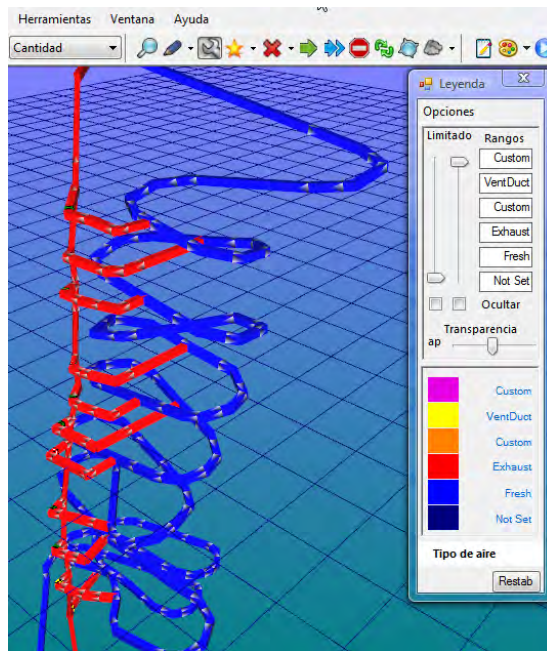 Herramientas Ventana Ayuda
Cantidad
Leyenda
Opciones
Limitado Rangos
Custom
VentDuct
Custom
Exhaust
Fresh
Not Set
Ocultar
Transparencia
ap
Custom
VentDuct
Custom
Exhaust
Fresh
Not Set
Tipo de aire
Restab